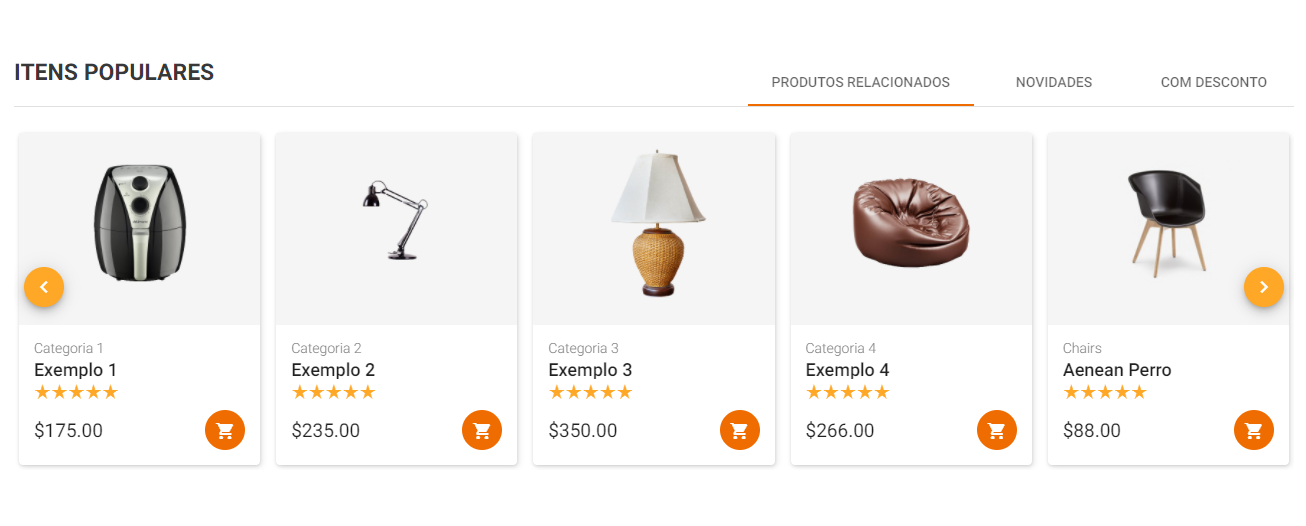 ITENS POPULARES
PRODUTOS RELACIONADOS
NOVIDADES
COM DESCONTO
Categoria 1
Exemplo 1
$175.00
Categoria 2
Exemplo 2
$235.00
Categoria 3
Exemplo 3
$350.00
Categoria 4
Exemplo 4
$266.00
Chairs
Aenean Perro
$88.00